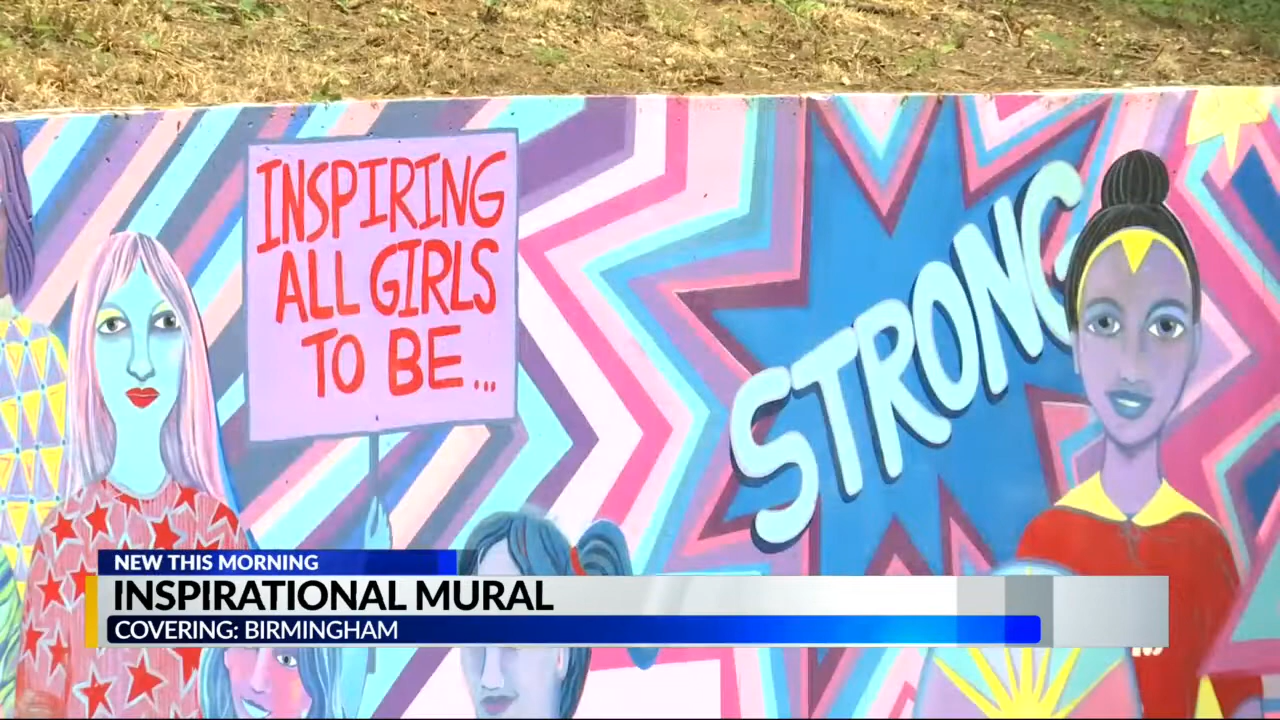 INSPIRING
ALL GIRLS
TO BE...
STRONG
NEW THIS MORNING
INSPIRATIONAL MURAL
COVERING: BIRMINGHAM